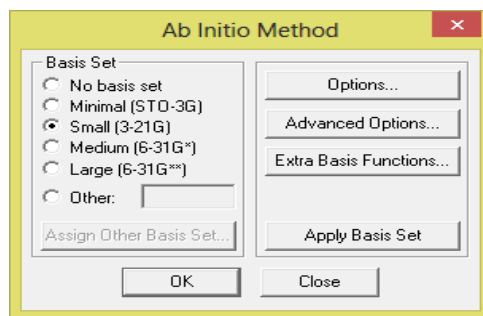 Ab Initio Method
Basis Set
No basis set
Minimal (STO-3G)
Small (3-21G)
Medium (6-31G*)
Large (6-31G**)
Other:
Assign Other Basis Set...
Options...
Advanced Options...
Extra Basis Functions...
Apply Basis Set
OK
Close